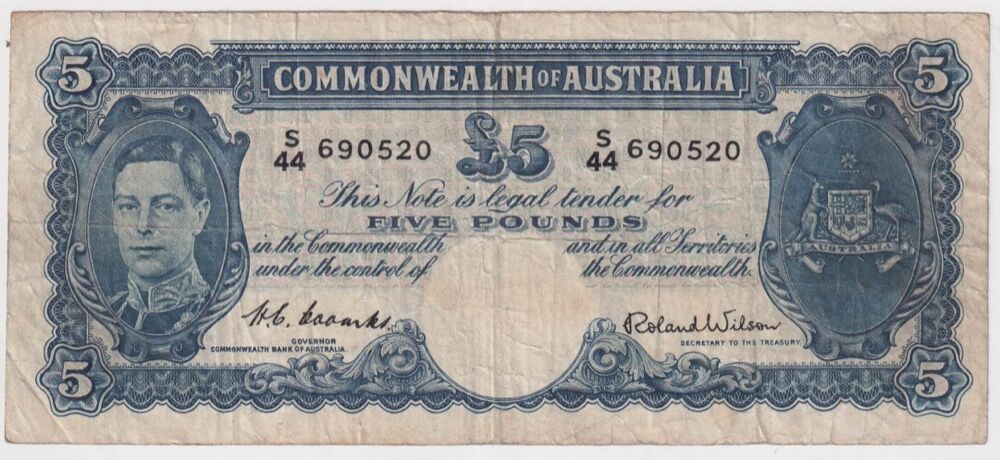 5 5
COMMONWEALTH OF AUSTRALIA
S/44 690520 £5 S/44 690520
This Note is legal tender for
FIVE POUNDS
in the Commonwealth and in all Territories
under the control of the Commonwealth.
AUSTRALIA
H.C. Coombs. Roland Wilson
GOVERNOR
COMMONWEALTH BANK OF AUSTRALIA. SECRETARY TO THE TREASURY.
5 5